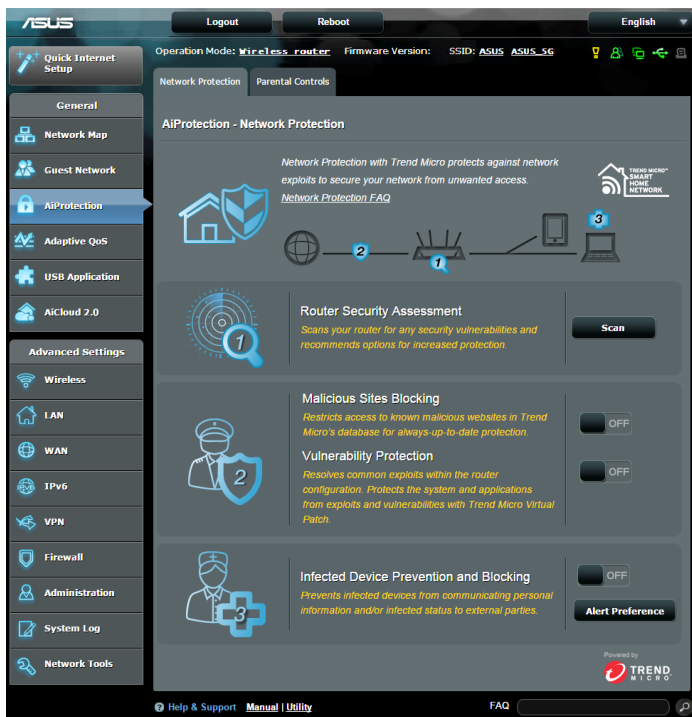 ASUS
Logout
Reboot
English
Quick Internet
Setup
Operation Mode: Wireless router Firmware Version: SSID: ASUS ASUS_5G
Network Protection
Parental Controls
General
Network Map
Guest Network
AiProtection
Adaptive QoS
USB Application
AiCloud 2.0
Advanced Settings
Wireless
LAN
WAN
IPv6
VPN
Firewall
Administration
System Log
Network Tools
AiProtection - Network Protection
Network Protection with Trend Micro protects against network
exploits to secure your network from unwanted access.
Network Protection FAQ
TREND MICRO™
SMART
HOME
NETWORK
1
2
3
1
Router Security Assessment
Scans your router for any security vulnerabilities and
recommends options for increased protection.
Scan
2
Malicious Sites Blocking
Restricts access to known malicious websites in Trend
Micro's database for always-up-to-date protection.
OFF
Vulnerability Protection
Resolves common exploits within the router
configuration. Protects the system and applications
from exploits and vulnerabilities with Trend Micro Virtual
Patch.
OFF
3
Infected Device Prevention and Blocking
Prevents infected devices from communicating personal
information and/or infected status to external parties.
OFF
Alert Preference
Powered by
TREND
MICRO
Help & Support Manual | Utility
FAQ